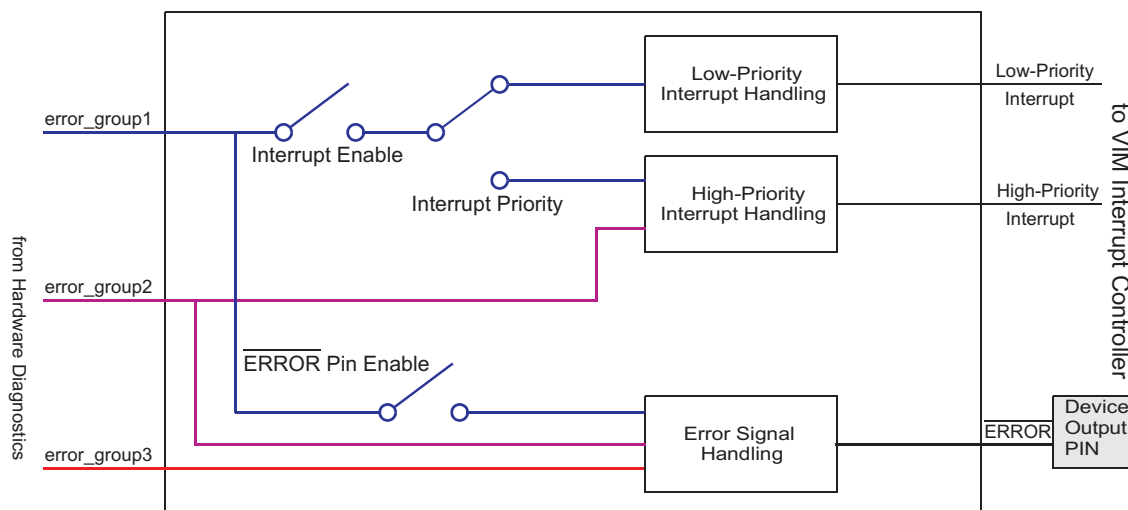 Low-Priority
Interrupt Handling
Low-Priority
Interrupt
error_group1
Interrupt Enable
High-Priority
Interrupt Handling
High-Priority
Interrupt
Interrupt Priority
to VIM Interrupt Controller
from Hardware Diagnostics
error_group2
ERROR Pin Enable
Error Signal
Handling
ERROR
Device
Output
PIN
error_group3